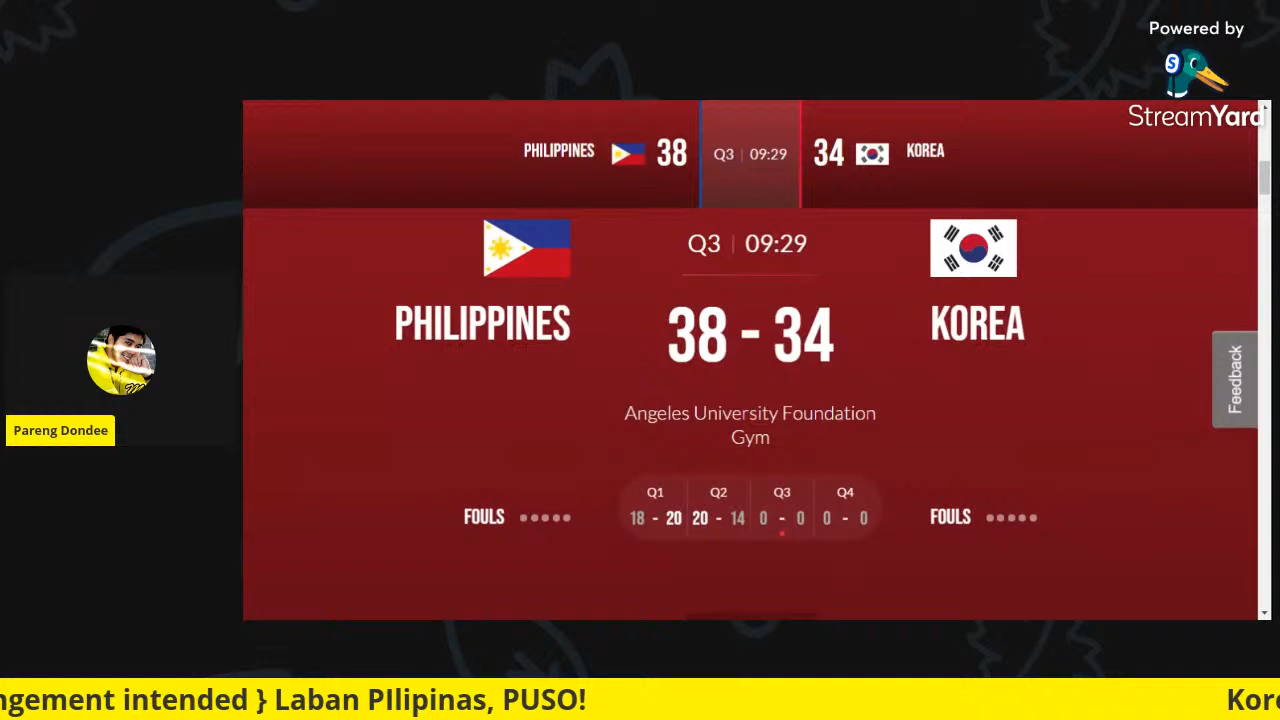 Powered by
StreamYard
PHILIPPINES 38 Q3 | 09:29 34 KOREA
Q3 | 09:29
PHILIPPINES 38 - 34 KOREA
Angeles University Foundation
Gym
Q1 Q2 Q3 Q4
FOULS 18 - 20 20 - 14 0 - 0 0 - 0 FOULS
Feedback
Pareng Dondee
ngement intended } Laban PIlipinas, PUSO! Kore